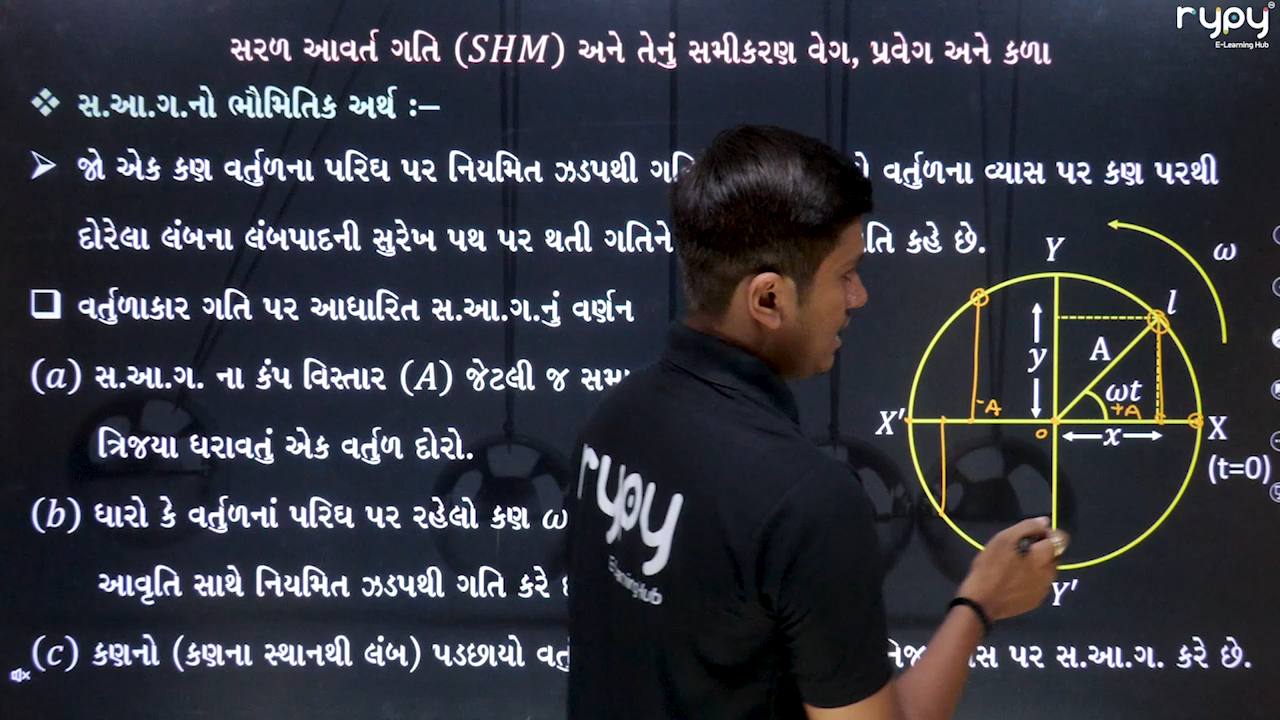 rypy
E-Learning Hub
સરળ આવર્ત ગતિ (SHM) અને તેનું સમીકરણ વેગ, પ્રવેગ અને કળા
❖ સ.આ.ગ.નો ભૌમિતિક અર્થ :–
➢ જો એક કણ વર્તુળના પરિઘ પર નિયમિત ઝડપથી વર્તુળના વ્યાસ પર કણ પરથી
દોરેલા લંબના લંબપાદની સુરેખ પથ પર થતી ગતિને કહે છે.
❑ વર્તુળાકાર ગતિ પર આધારિત સ.આ.ગ.નું વર્ણન
(a) સ.આ.ગ. ના કંપ વિસ્તાર (A) જેટલી જ
ત્રિજ્યા ધરાવતું એક વર્તુળ દોરો.
(b) ધારો કે વર્તુળનાં પરિઘ પર રહેલો કણ ω
આવૃતિ સાથે નિયમિત ઝડપથી ગતિ કરે
(c) કણનો (કણના સ્થાનથી લંબ) પડછાયો પર સ.આ.ગ. કરે છે.
Y
ω
l
A
y
ωt
-A
+A
X'
o
x
X
(t=0)
Y'
rypy
E-Learning Hub